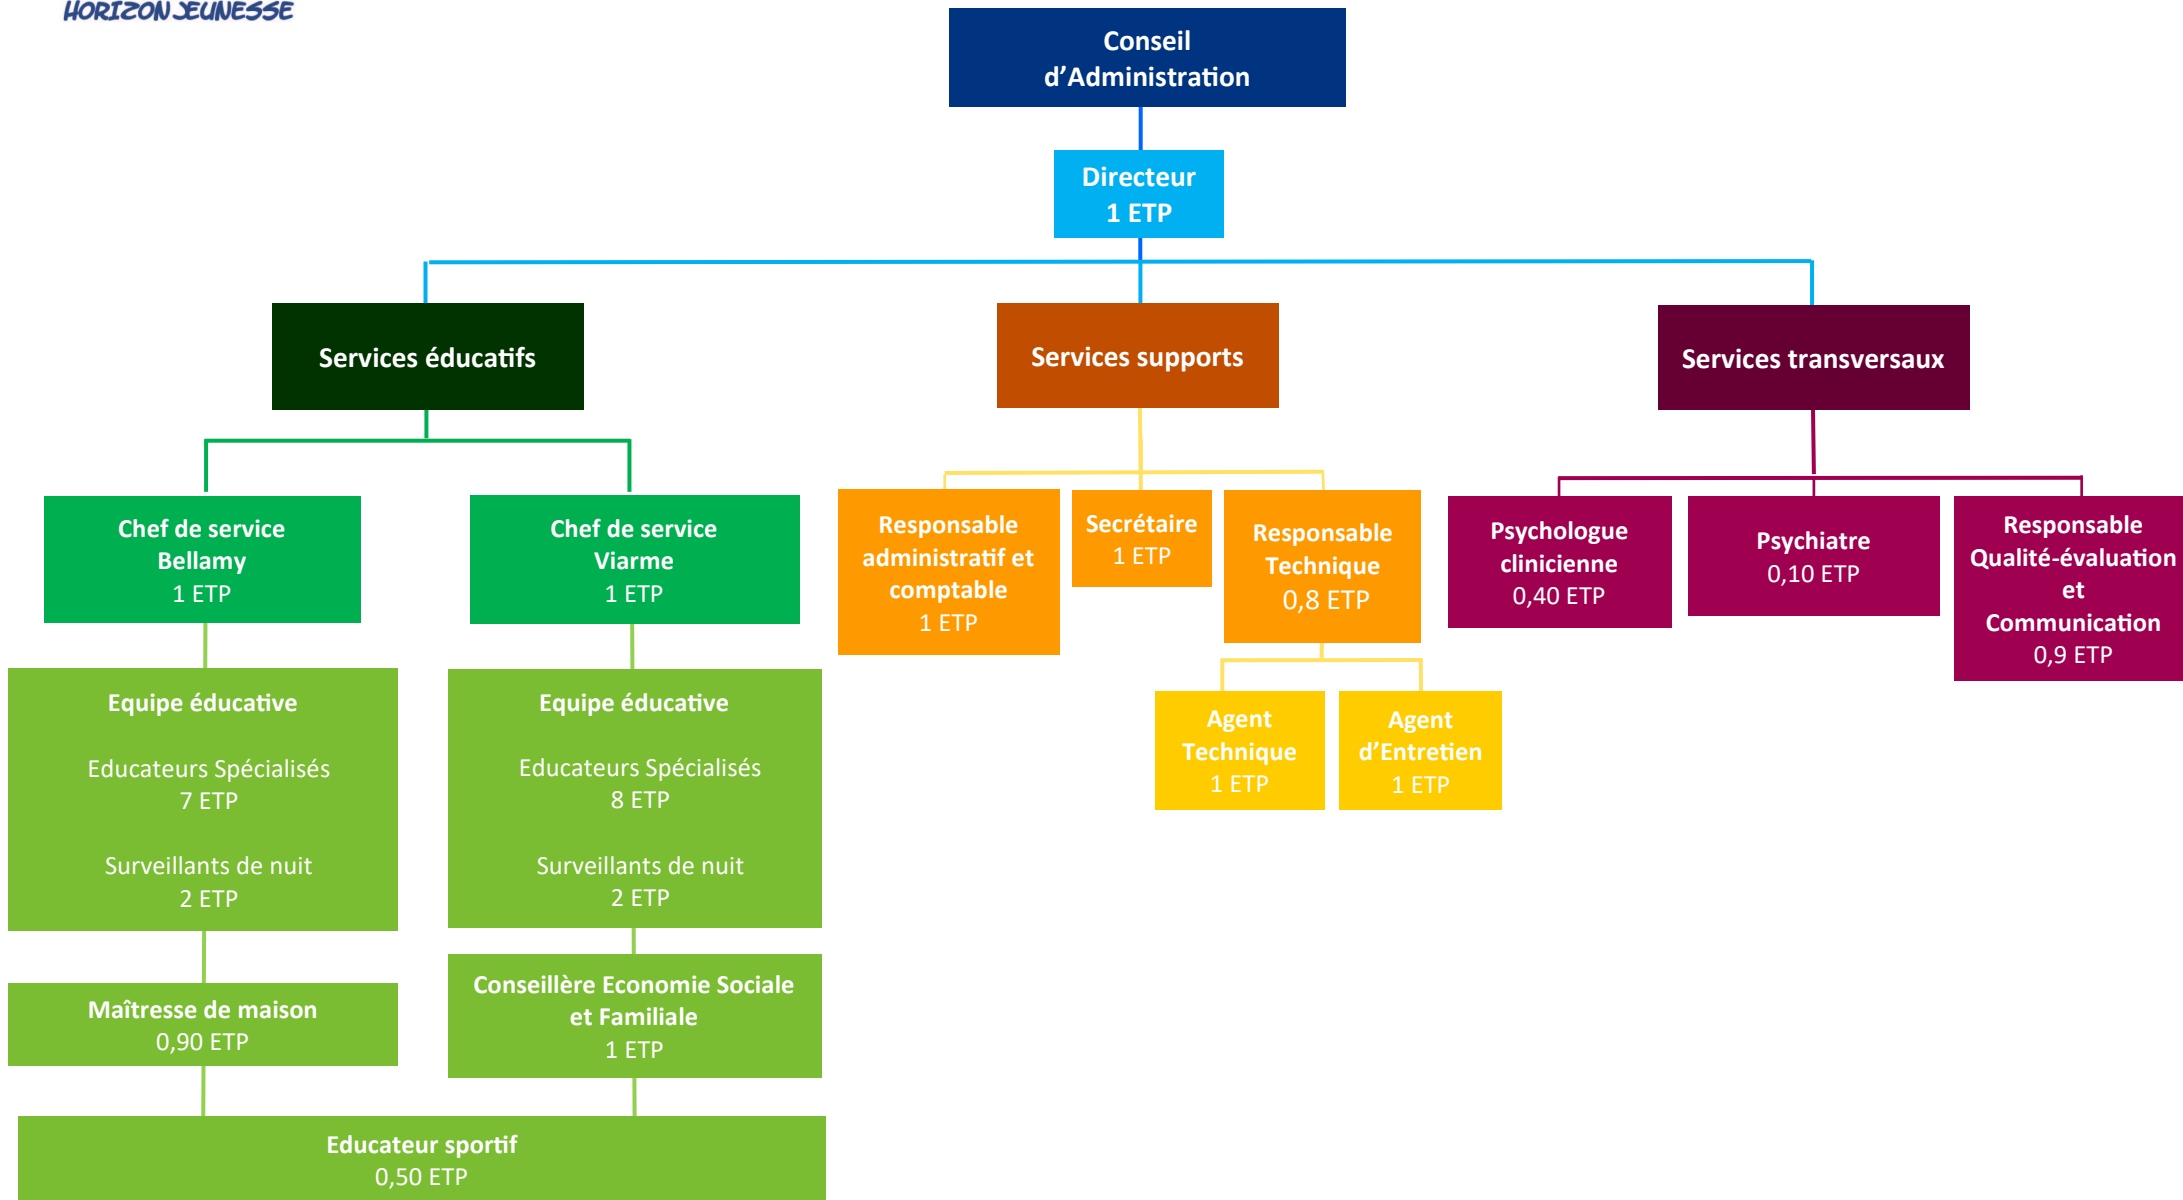 HORIZON JEUNESSE
Conseil
d’Administration
Directeur
1 ETP
Services éducatifs
Services supports
Services transversaux
Chef de service
Bellamy
1 ETP
Chef de service
Viarme
1 ETP
Responsable
administratif et
comptable
1 ETP
Secrétaire
1 ETP
Responsable
Technique
0,8 ETP
Psychologue
clinicienne
0,40 ETP
Psychiatre
0,10 ETP
Responsable
Qualité-évaluation
et
Communication
0,9 ETP
Equipe éducative
Educateurs Spécialisés
7 ETP
Surveillants de nuit
2 ETP
Equipe éducative
Educateurs Spécialisés
8 ETP
Surveillants de nuit
2 ETP
Agent
Technique
1 ETP
Agent
d’Entretien
1 ETP
Maîtresse de maison
0,90 ETP
Conseillère Economie Sociale
et Familiale
1 ETP
Educateur sportif
0,50 ETP